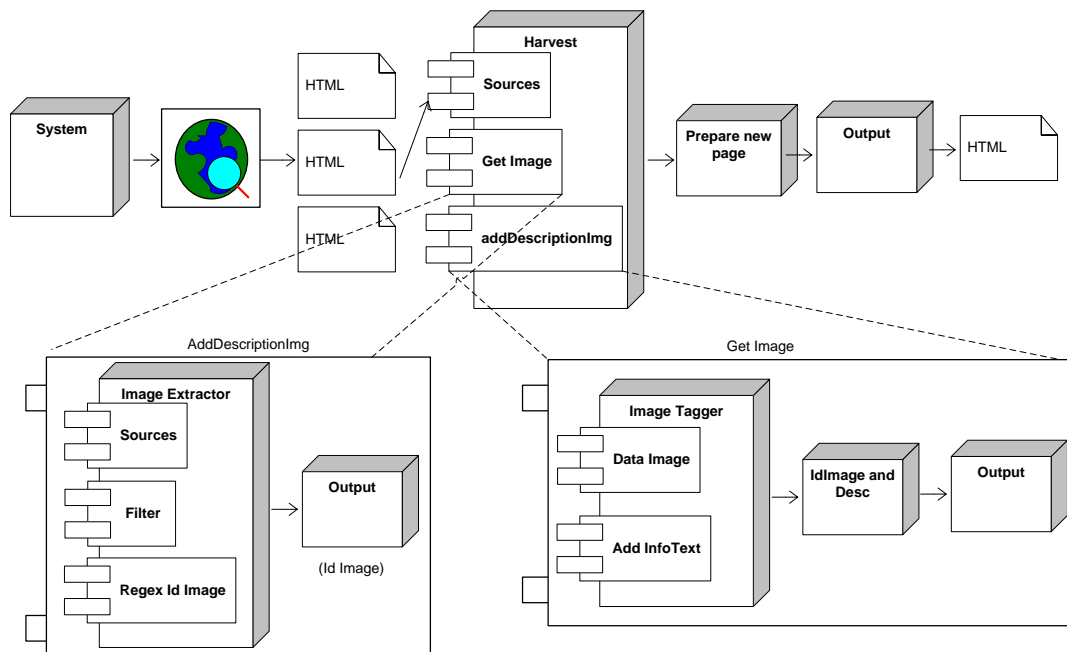 Harvest
Sources
Get Image
addDescriptionImg
System
HTML
HTML
HTML
Prepare new
page
Output
HTML
AddDescriptionImg
Image Extractor
Sources
Filter
Regex Id Image
Output
(Id Image)
Get Image
Image Tagger
Data Image
Add InfoText
IdImage and
Desc
Output